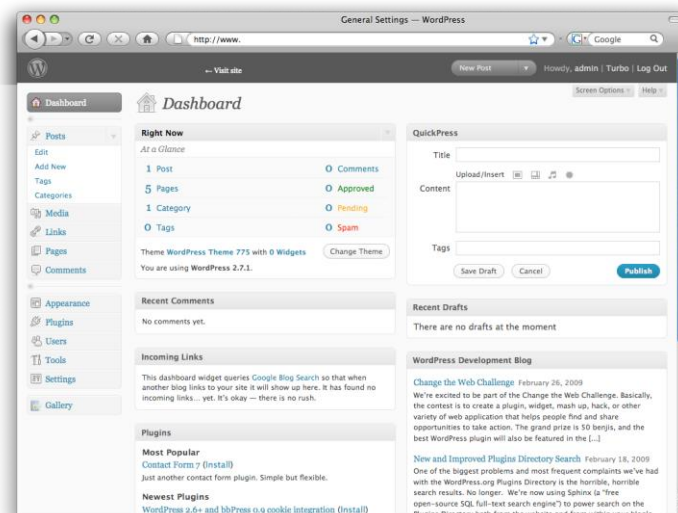 General Settings — WordPress
http://www.
Google
← Visit site
New Post
Howdy, admin | Turbo | Log Out
Screen Options
Help
Dashboard
Posts
Edit
Add New
Tags
Categories
Media
Links
Pages
Comments
Appearance
Plugins
Users
Tools
Settings
Gallery
Dashboard
Right Now
At a Glance
1 Post 0 Comments
5 Pages 0 Approved
1 Category 0 Pending
0 Tags 0 Spam
Theme WordPress Theme 775 with 0 Widgets
Change Theme
You are using WordPress 2.7.1.
Recent Comments
No comments yet.
Incoming Links
This dashboard widget queries Google Blog Search so that when
another blog links to your site it will show up here. It has found no
incoming links... yet. It's okay — there is no rush.
Plugins
Most Popular
Contact Form 7 (Install)
Just another contact form plugin. Simple but flexible.
Newest Plugins
WordPress 2.6+ and bbPress 0.9 cookie integration (Install)
QuickPress
Title
Upload/Insert
Content
Tags
Save Draft
Cancel
Publish
Recent Drafts
There are no drafts at the moment
WordPress Development Blog
Change the Web Challenge February 26, 2009
We're excited to be part of the Change the Web Challenge. Basically,
the contest is to create a plugin, widget, mash up, hack, or other
variety of web application that helps people find and share
opportunities to take action. The grand prize is 50 benjis, and the
best WordPress plugin will also be featured in the [...]
New and Improved Plugins Directory Search February 18, 2009
One of the biggest problems and most frequent complaints we've had
with the WordPress.org Plugins Directory is the horrible, horrible
search results. No longer. We're now using Sphinx (a "free
open-source SQL full-text search engine") to power search on the